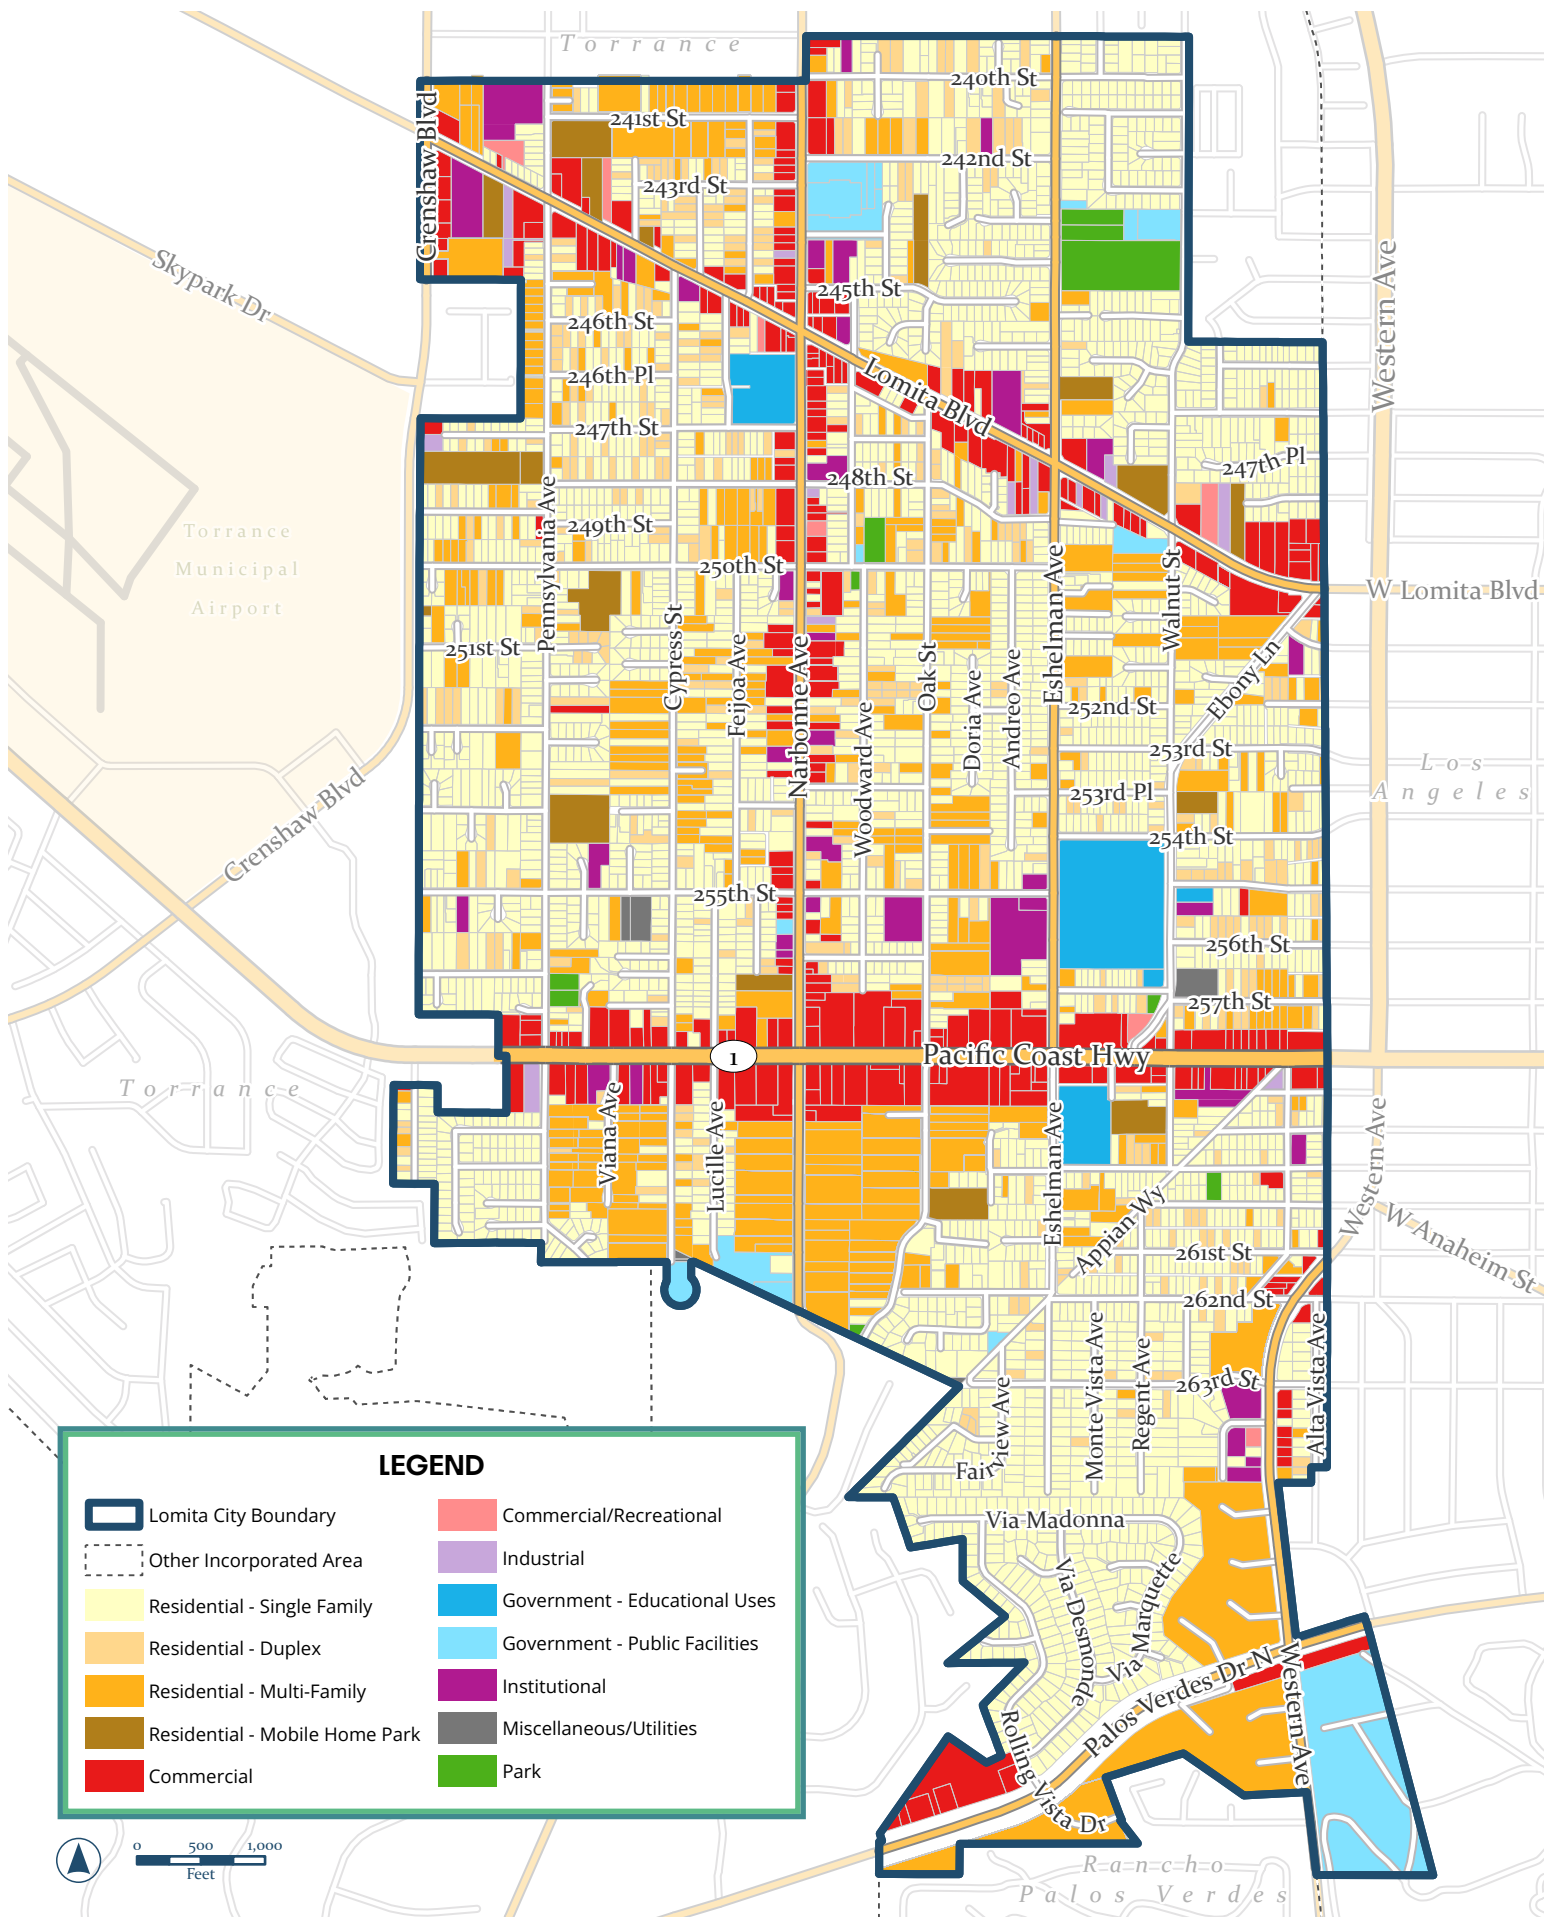 Torrance
240th St
241st St
242nd St
243rd St
Crenshaw Blvd
Skypark Dr
245th St
246th St
246th Pl
Lomita Blvd
Western Ave
247th St
247th Pl
248th St
Torrance
Municipal
Airport
249th St
250th St
Pennsylvania Ave
Cypress St
Feijoa Ave
Narbonne Ave
Woodward Ave
Oak St
Doria Ave
Andreo Ave
Eshelman Ave
Walnut St
W Lomita Blvd
251st St
Ebony Ln
252nd St
253rd St
253rd Pl
Los
Angeles
254th St
Crenshaw Blvd
255th St
256th St
257th St
Pacific Coast Hwy
1
Torrance
Viana Ave
Lucille Ave
Eshelman Ave
Appian Wy
Western Ave
W Anaheim St
261st St
262nd St
263rd St
Fairview Ave
Monte Vista Ave
Regent Ave
Alta Vista Ave
Via Madonna
Via Desmonde
Via Marquette
Palos Verdes Dr N
Western Ave
Rolling Vista Dr
Rancho
Palos Verdes
LEGEND
Lomita City Boundary
Other Incorporated Area
Residential - Single Family
Residential - Duplex
Residential - Multi-Family
Residential - Mobile Home Park
Commercial
Commercial/Recreational
Industrial
Government - Educational Uses
Government - Public Facilities
Institutional
Miscellaneous/Utilities
Park
0 500 1,000
Feet